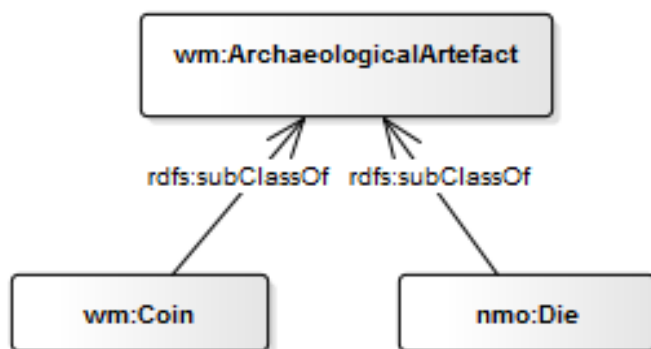 wm:ArchaeologicalArtefact
rdfs:subClassOf rdfs:subClassOf
wm:Coin nmo:Die